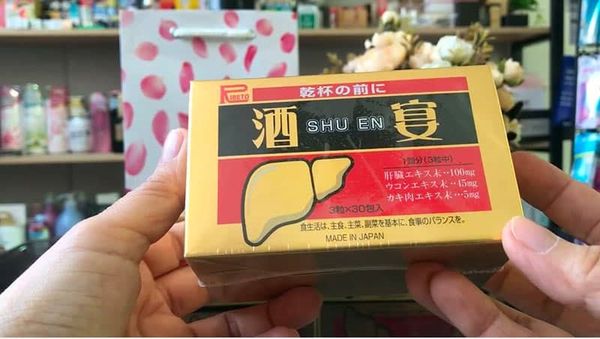 RIBETO
乾杯の前に
酒 SHU EN 宴
1回分(3粒中)
肝臓エキス末‥100mg
ウコンエキス末‥45mg
カキ肉エキス末‥5mg
3粒×30包入
食生活は、主食、主菜、副菜を基本に、食事のバランスを。
MADE IN JAPAN